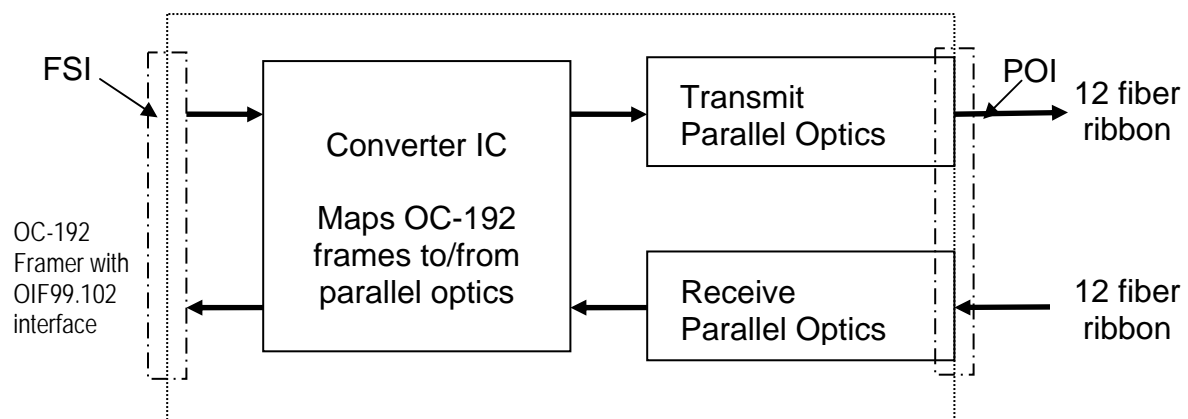 FSI
OC-192
Framer with
OIF99.102
interface
Converter IC
Maps OC-192
frames to/from
parallel optics
Transmit
Parallel Optics
Receive
Parallel Optics
POI
12 fiber
ribbon
12 fiber
ribbon